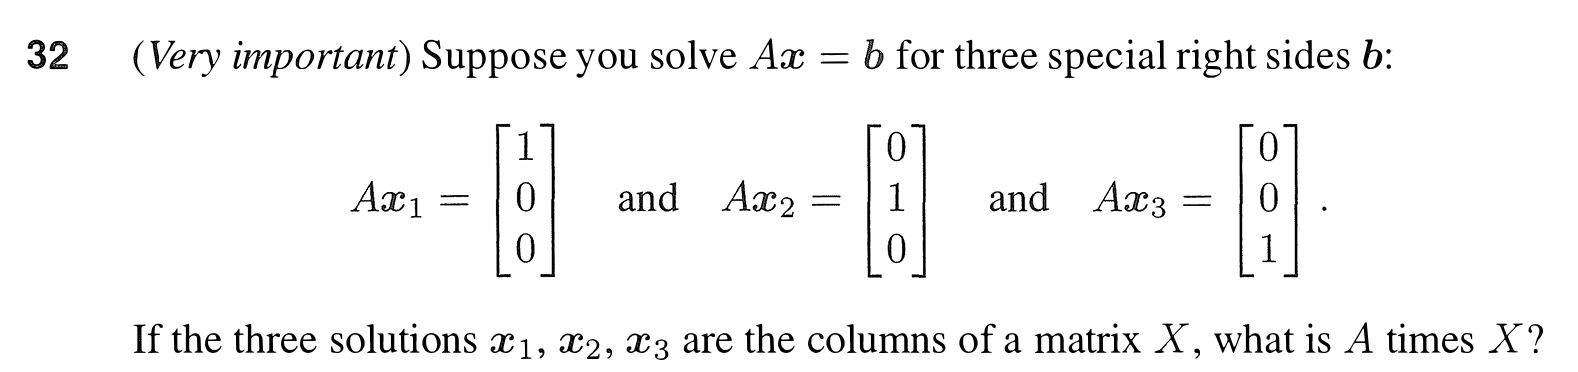 32 (Very important) Suppose you solve Ax = b for three special right sides b:
Ax₁ = [1 0 0] and Ax₂ = [0 1 0] and Ax₃ = [0 0 1].
If the three solutions x₁, x₂, x₃ are the columns of a matrix X, what is A times X?